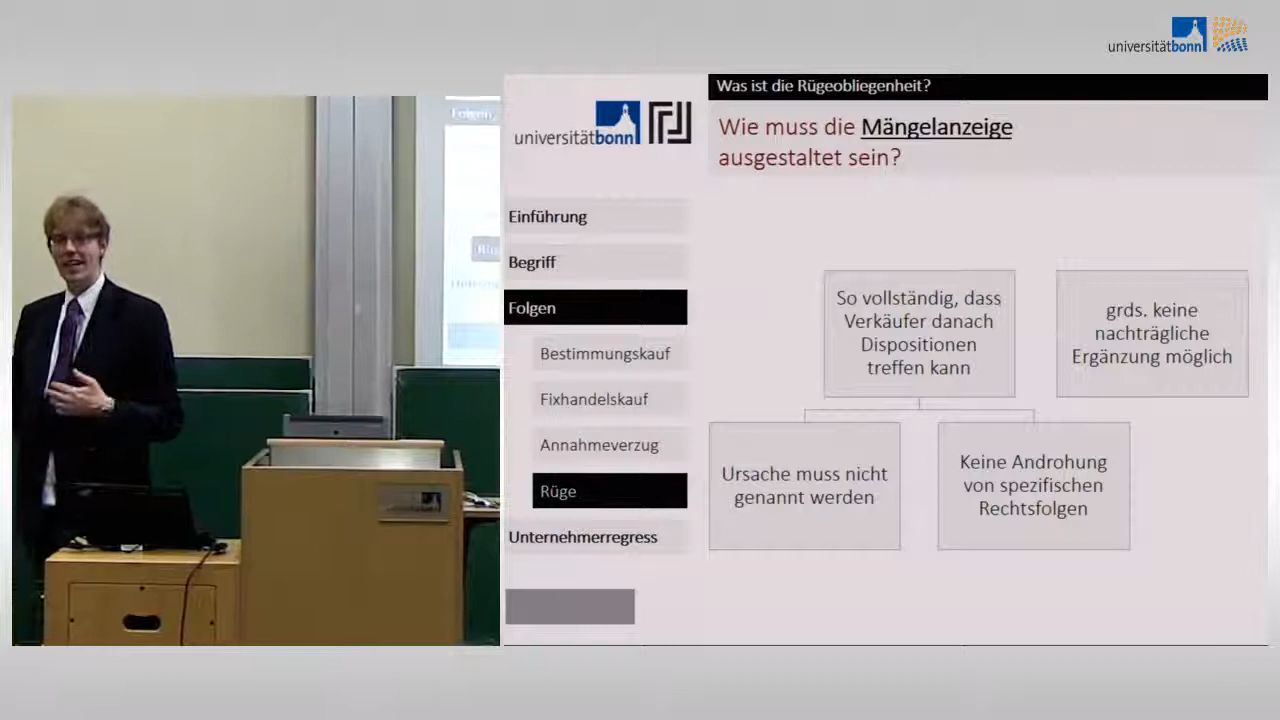 universitätbonn
Was ist die Rügeobliegenheit?
universitätbonn
Wie muss die Mängelanzeige
ausgestaltet sein?
Einführung
Begriff
Folgen
Bestimmungskauf
Fixhandelskauf
Annahmeverzug
Rüge
Unternehmerregress
So vollständig, dass
Verkäufer danach
Dispositionen
treffen kann
grds. keine
nachträgliche
Ergänzung möglich
Ursache muss nicht
genannt werden
Keine Androhung
von spezifischen
Rechtsfolgen
Folgen